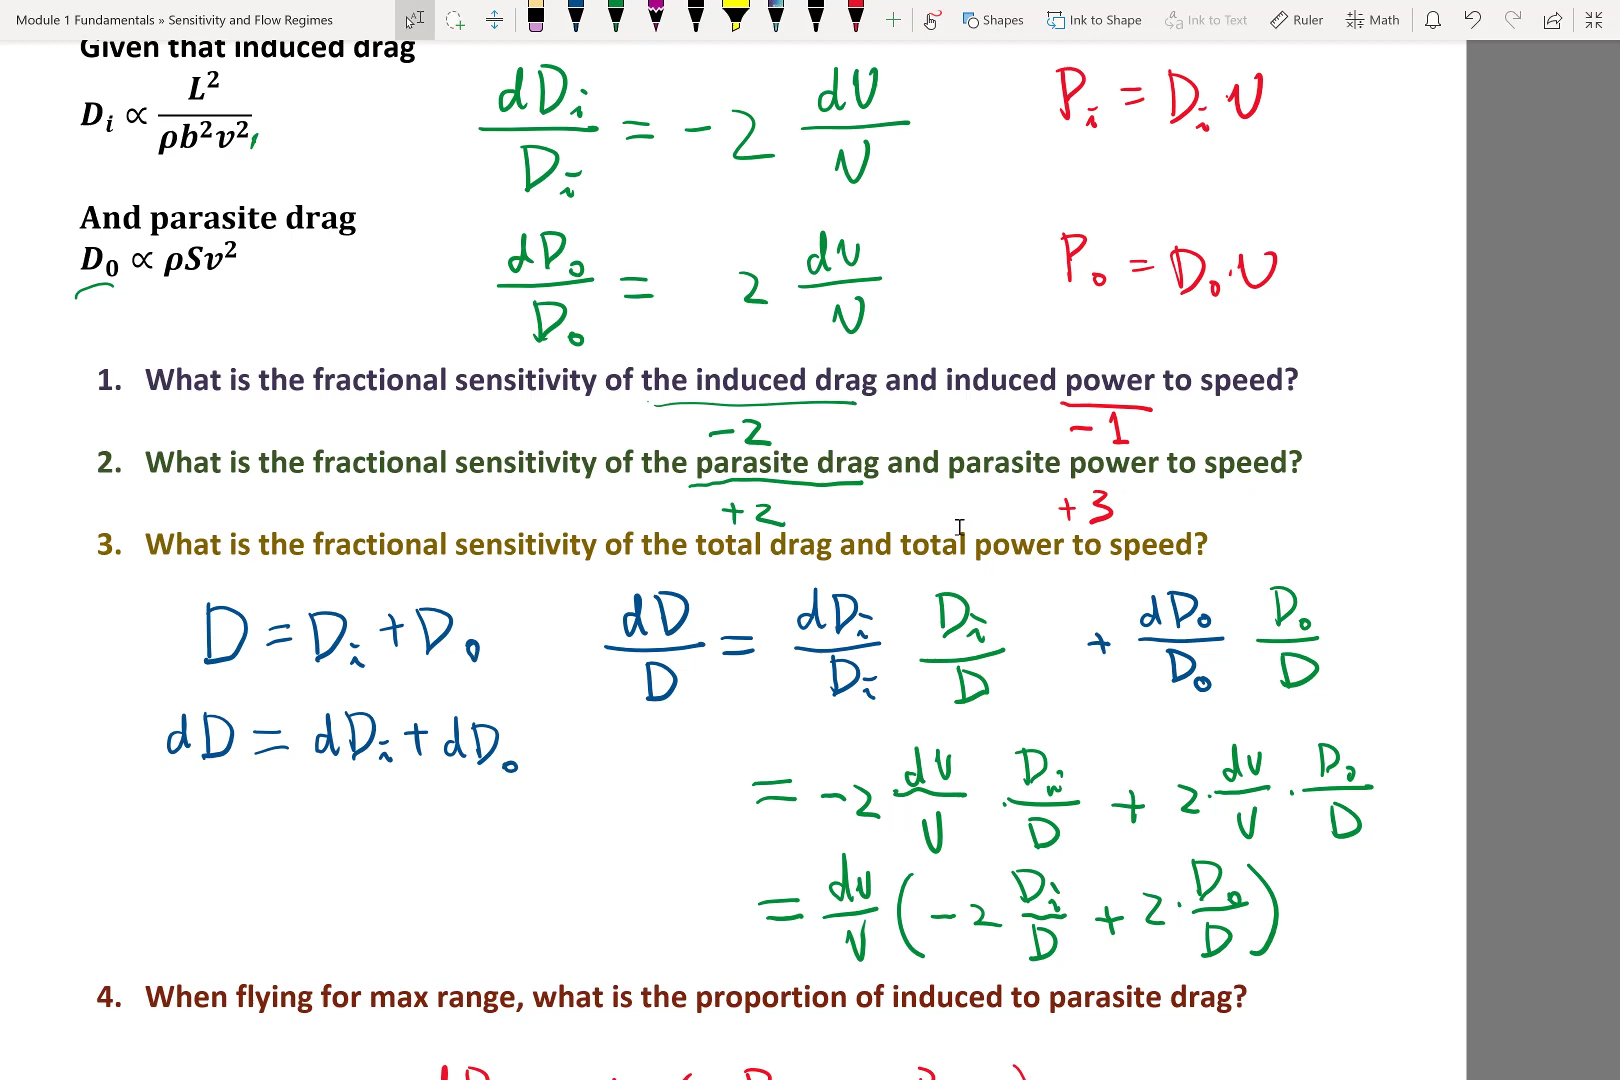 Module 1 Fundamentals » Sensitivity and Flow Regimes
Shapes Ink to Shape Ink to Text Ruler Math
Given that induced drag
Dᵢ ∝ L²/(ρb²v²),
dDᵢ/Dᵢ = -2 dV/V
Pᵢ = Dᵢ·V
And parasite drag
D₀ ∝ ρSv²
dD₀/D₀ = 2 dv/V
P₀ = D₀·V
1. What is the fractional sensitivity of the induced drag and induced power to speed?
-2 -1
2. What is the fractional sensitivity of the parasite drag and parasite power to speed?
+2 +3
3. What is the fractional sensitivity of the total drag and total power to speed?
D = Dᵢ + D₀
dD/D = dDᵢ/Dᵢ Dᵢ/D + dD₀/D₀ D₀/D
dD = dDᵢ + dD₀
= -2 dV/V · Dᵢ/D + 2 · dV/V · D₀/D
= dv/V (-2 Dᵢ/D + 2 · D₀/D)
4. When flying for max range, what is the proportion of induced to parasite drag?